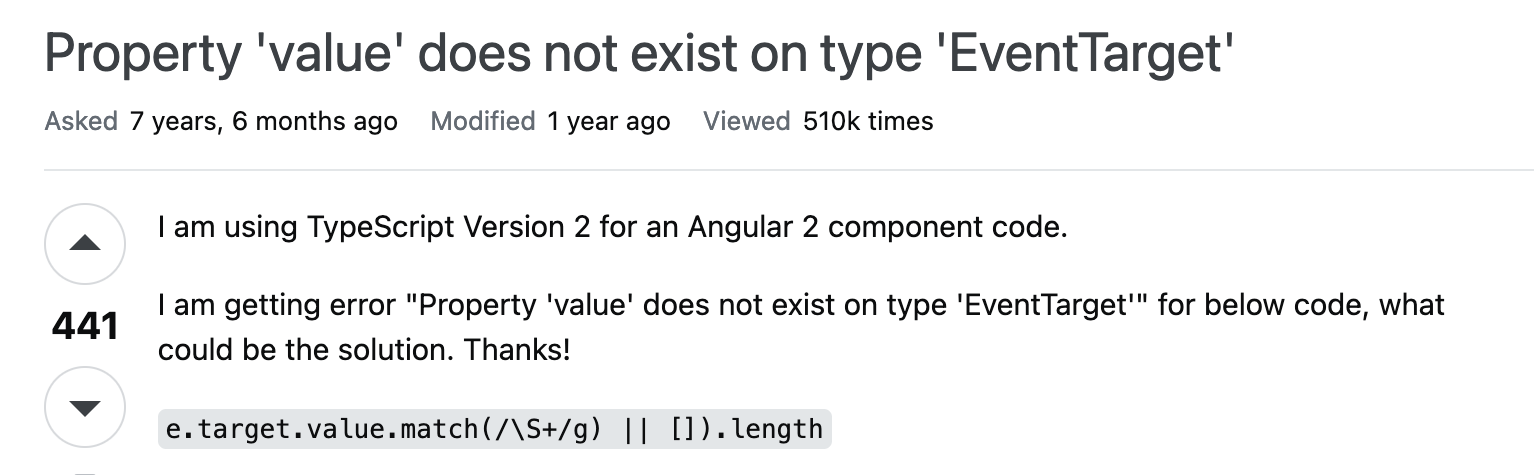 Property 'value' does not exist on type 'EventTarget'
Asked 7 years, 6 months ago Modified 1 year ago Viewed 510k times
I am using TypeScript Version 2 for an Angular 2 component code.
I am getting error "Property 'value' does not exist on type 'EventTarget'" for below code, what
441
could be the solution. Thanks!
e.target.value.match(/\S+/g) || []).length